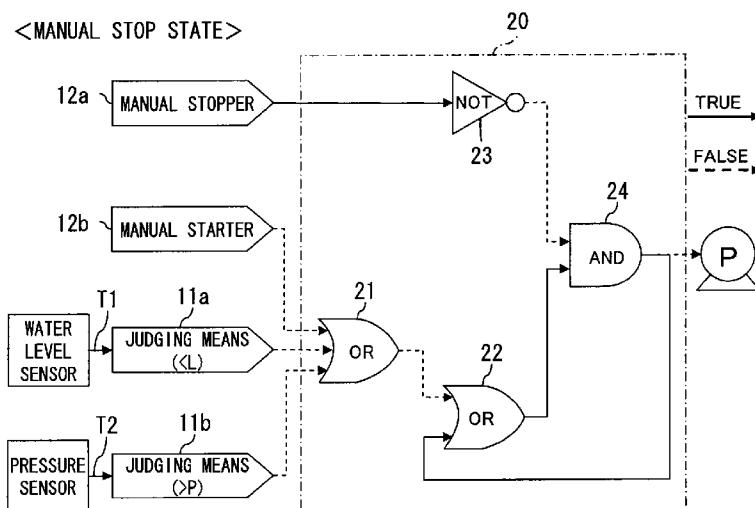 <MANUAL STOP STATE>
20
12a
MANUAL STOPPER
NOT
23
TRUE
FALSE
12b
MANUAL STARTER
24
AND
P
T1
11a
21
WATER
LEVEL
SENSOR
JUDGING MEANS
(<L)
OR
22
OR
T2
11b
PRESSURE
SENSOR
JUDGING MEANS
(>P)